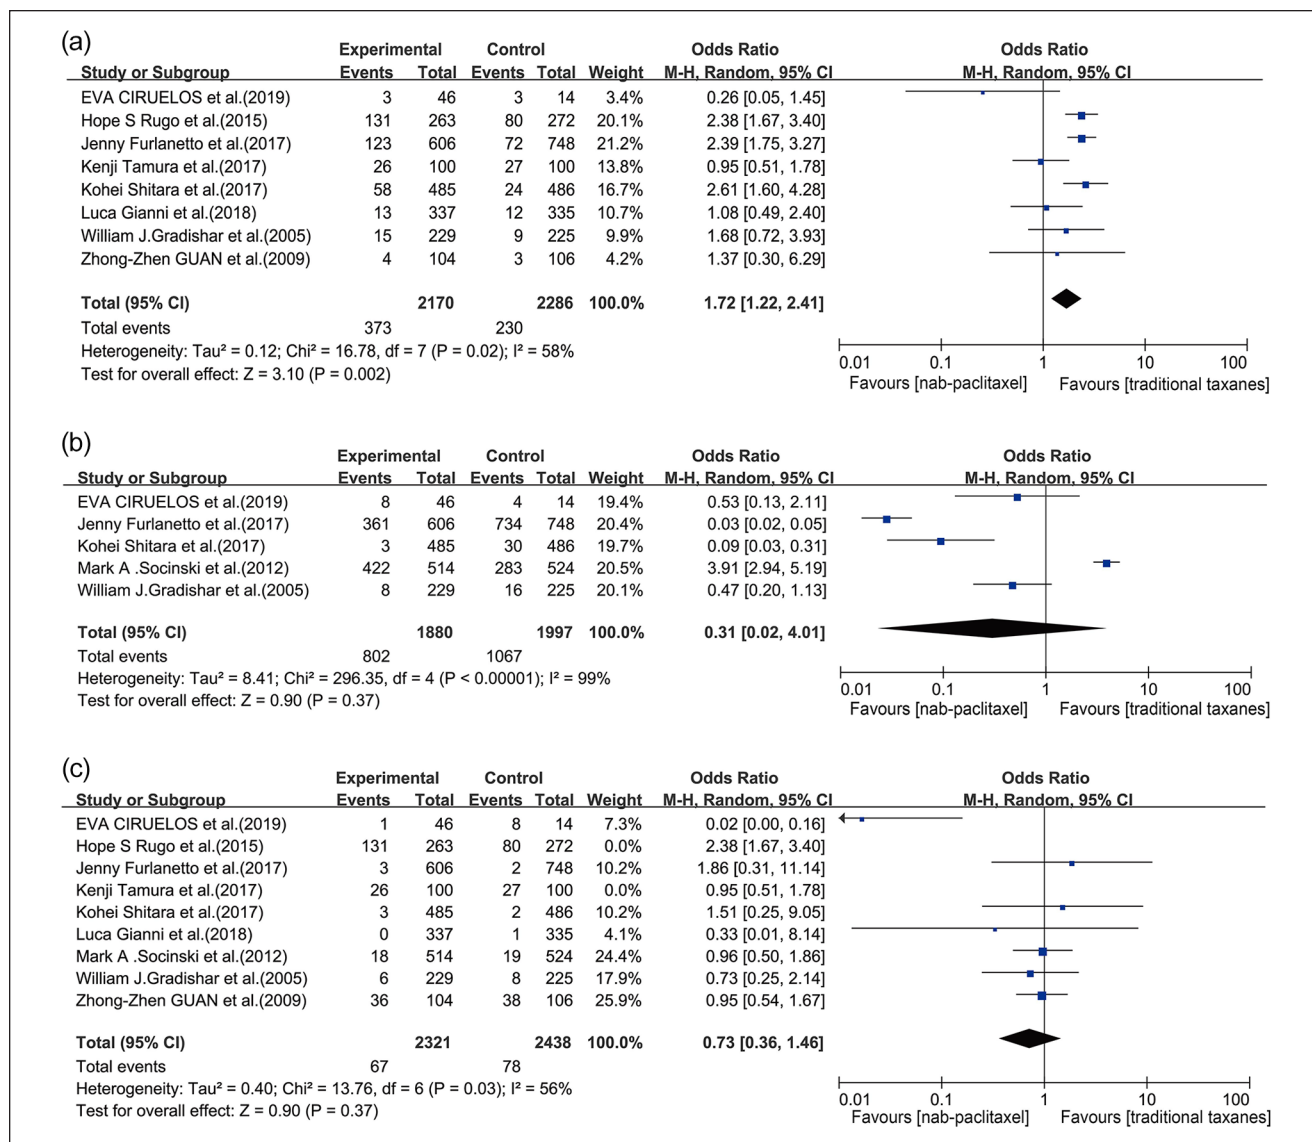 (a)
Experimental Control Odds Ratio Odds Ratio
Study or Subgroup Events Total Events Total Weight M-H, Random, 95% CI M-H, Random, 95% CI
EVA CIRUELOS et al.(2019) 3 46 3 14 3.4% 0.26 [0.05, 1.45]
Hope S Rugo et al.(2015) 131 263 80 272 20.1% 2.38 [1.67, 3.40]
Jenny Furlanetto et al.(2017) 123 606 72 748 21.2% 2.39 [1.75, 3.27]
Kenji Tamura et al.(2017) 26 100 27 100 13.8% 0.95 [0.51, 1.78]
Kohei Shitara et al.(2017) 58 485 24 486 16.7% 2.61 [1.60, 4.28]
Luca Gianni et al.(2018) 13 337 12 335 10.7% 1.08 [0.49, 2.40]
William J.Gradishar et al.(2005) 15 229 9 225 9.9% 1.68 [0.72, 3.93]
Zhong-Zhen GUAN et al.(2009) 4 104 3 106 4.2% 1.37 [0.30, 6.29]
Total (95% CI) 2170 2286 100.0% 1.72 [1.22, 2.41]
Total events 373 230
Heterogeneity: Tau² = 0.12; Chi² = 16.78, df = 7 (P = 0.02); I² = 58%
Test for overall effect: Z = 3.10 (P = 0.002)
0.01 0.1 1 10 100
Favours [nab-paclitaxel] Favours [traditional taxanes]
(b)
Experimental Control Odds Ratio Odds Ratio
Study or Subgroup Events Total Events Total Weight M-H, Random, 95% CI M-H, Random, 95% CI
EVA CIRUELOS et al.(2019) 8 46 4 14 19.4% 0.53 [0.13, 2.11]
Jenny Furlanetto et al.(2017) 361 606 734 748 20.4% 0.03 [0.02, 0.05]
Kohei Shitara et al.(2017) 3 485 30 486 19.7% 0.09 [0.03, 0.31]
Mark A .Socinski et al.(2012) 422 514 283 524 20.5% 3.91 [2.94, 5.19]
William J.Gradishar et al.(2005) 8 229 16 225 20.1% 0.47 [0.20, 1.13]
Total (95% CI) 1880 1997 100.0% 0.31 [0.02, 4.01]
Total events 802 1067
Heterogeneity: Tau² = 8.41; Chi² = 296.35, df = 4 (P < 0.00001); I² = 99%
Test for overall effect: Z = 0.90 (P = 0.37)
0.01 0.1 1 10 100
Favours [nab-paclitaxel] Favours [traditional taxanes]
(c)
Experimental Control Odds Ratio Odds Ratio
Study or Subgroup Events Total Events Total Weight M-H, Random, 95% CI M-H, Random, 95% CI
EVA CIRUELOS et al.(2019) 1 46 8 14 7.3% 0.02 [0.00, 0.16]
Hope S Rugo et al.(2015) 131 263 80 272 0.0% 2.38 [1.67, 3.40]
Jenny Furlanetto et al.(2017) 3 606 2 748 10.2% 1.86 [0.31, 11.14]
Kenji Tamura et al.(2017) 26 100 27 100 0.0% 0.95 [0.51, 1.78]
Kohei Shitara et al.(2017) 3 485 2 486 10.2% 1.51 [0.25, 9.05]
Luca Gianni et al.(2018) 0 337 1 335 4.1% 0.33 [0.01, 8.14]
Mark A .Socinski et al.(2012) 18 514 19 524 24.4% 0.96 [0.50, 1.86]
William J.Gradishar et al.(2005) 6 229 8 225 17.9% 0.73 [0.25, 2.14]
Zhong-Zhen GUAN et al.(2009) 36 104 38 106 25.9% 0.95 [0.54, 1.67]
Total (95% CI) 2321 2438 100.0% 0.73 [0.36, 1.46]
Total events 67 78
Heterogeneity: Tau² = 0.40; Chi² = 13.76, df = 6 (P = 0.03); I² = 56%
Test for overall effect: Z = 0.90 (P = 0.37)
0.01 0.1 1 10 100
Favours [nab-paclitaxel] Favours [traditional taxanes]